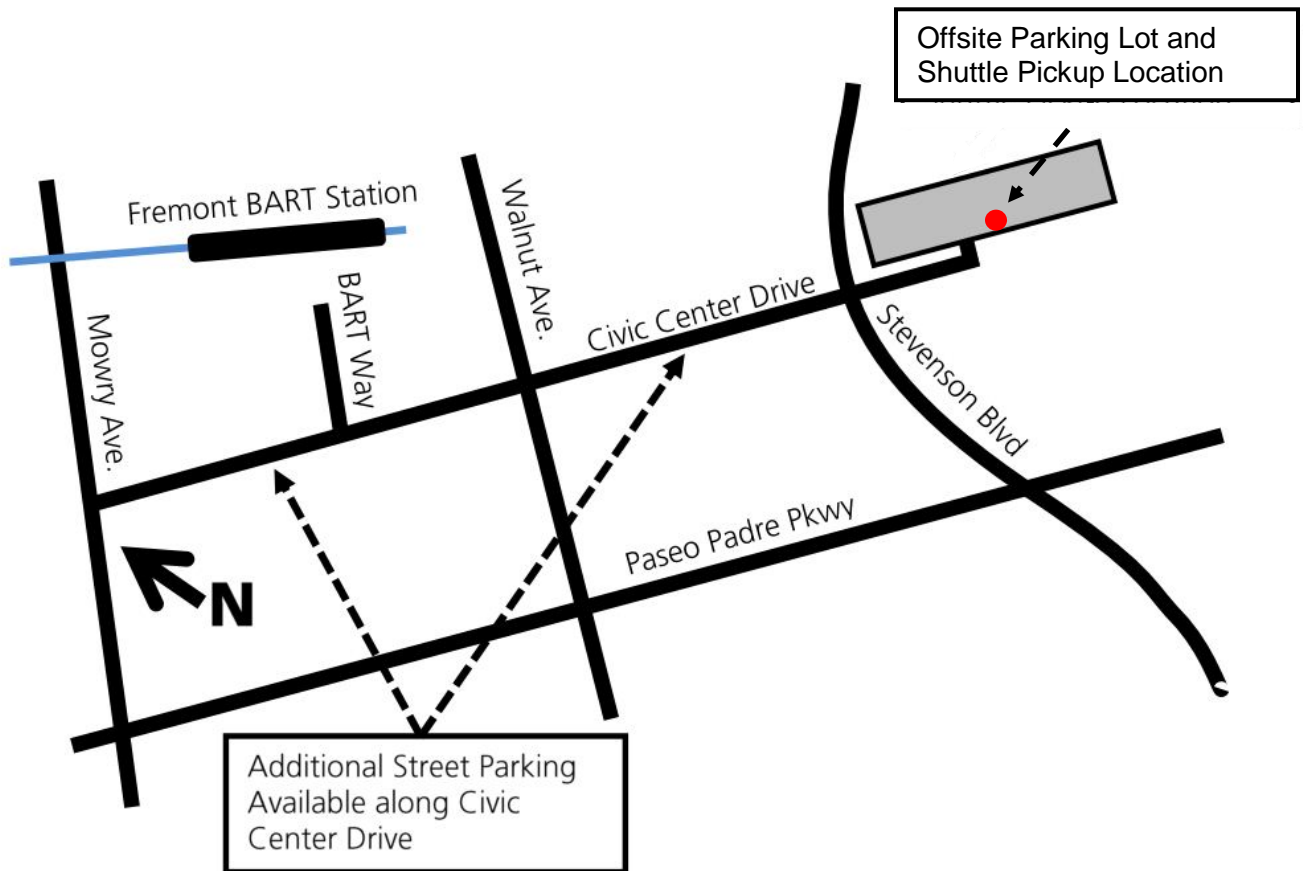 Offsite Parking Lot and
Shuttle Pickup Location
Fremont BART Station
Walnut Ave.
BART Way
Mowry Ave.
Civic Center Drive
Stevenson Blvd
Paseo Padre Pkwy
N
Additional Street Parking
Available along Civic
Center Drive